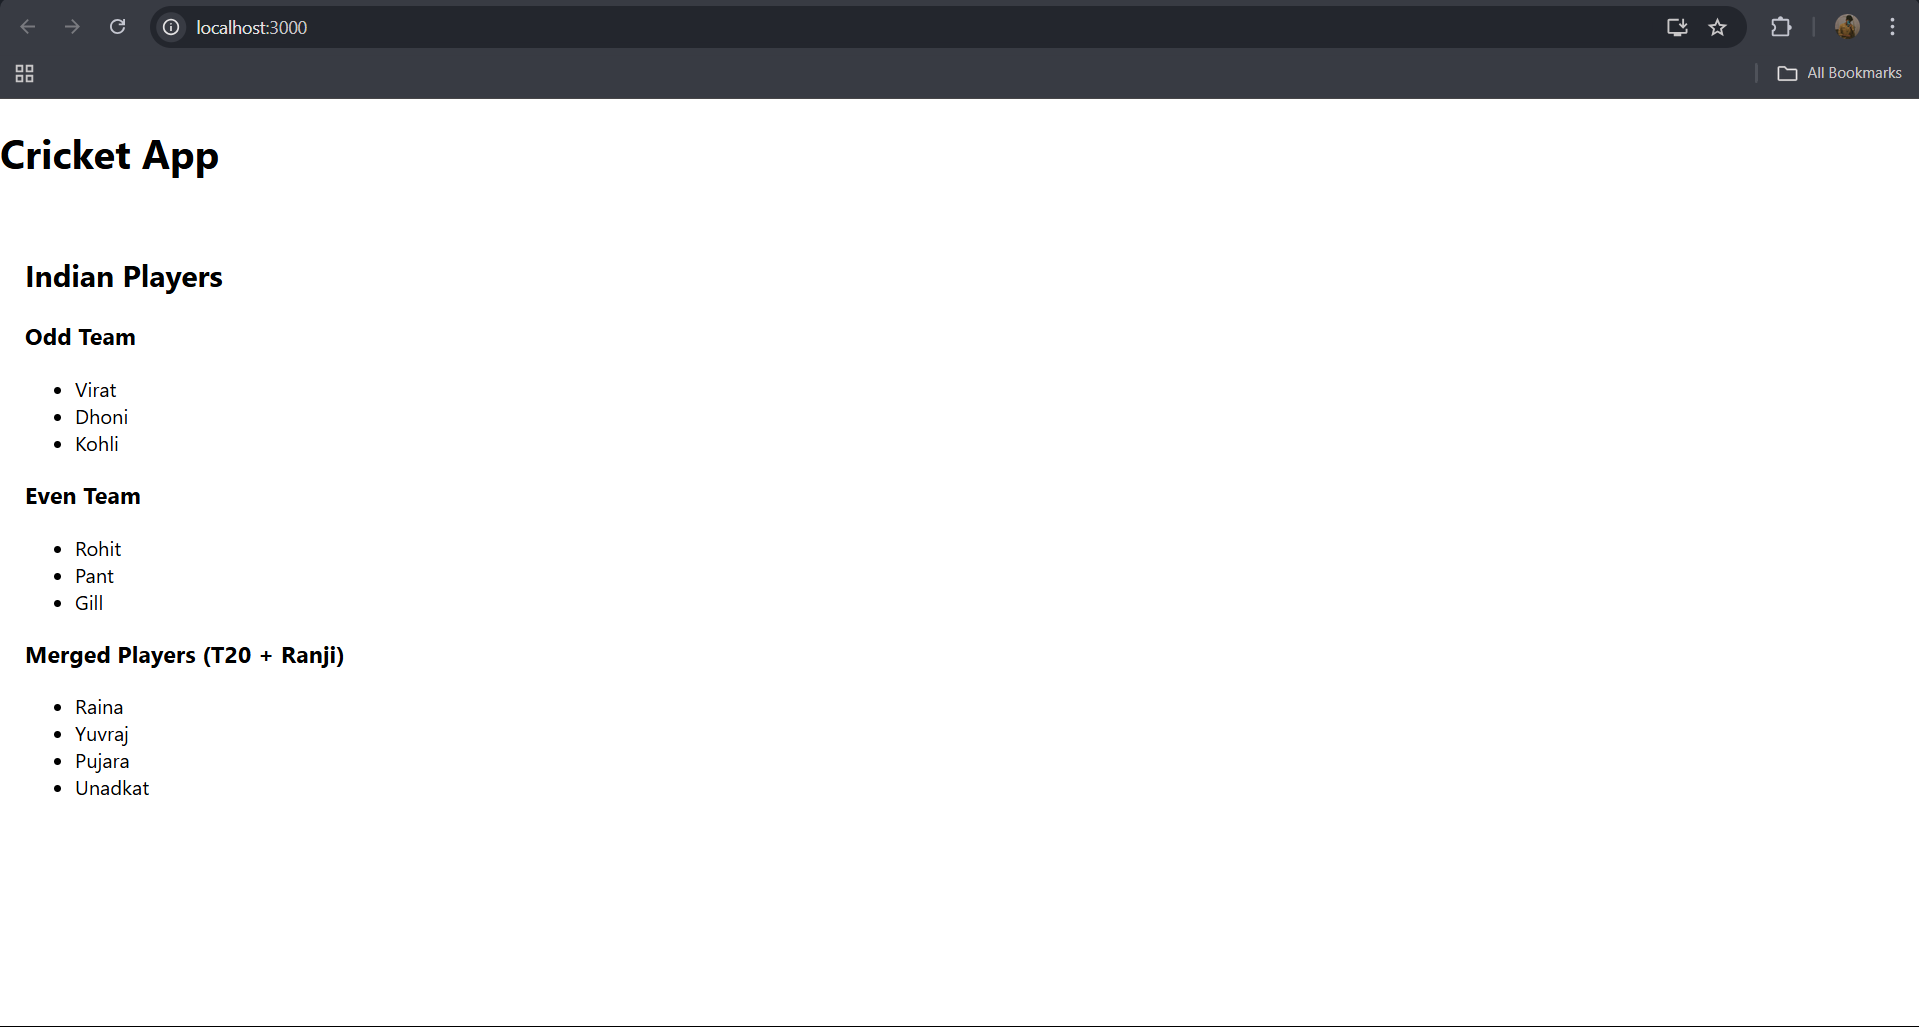 localhost:3000
All Bookmarks
Cricket App
Indian Players
Odd Team
Virat
Dhoni
Kohli
Even Team
Rohit
Pant
Gill
Merged Players (T20 + Ranji)
Raina
Yuvraj
Pujara
Unadkat